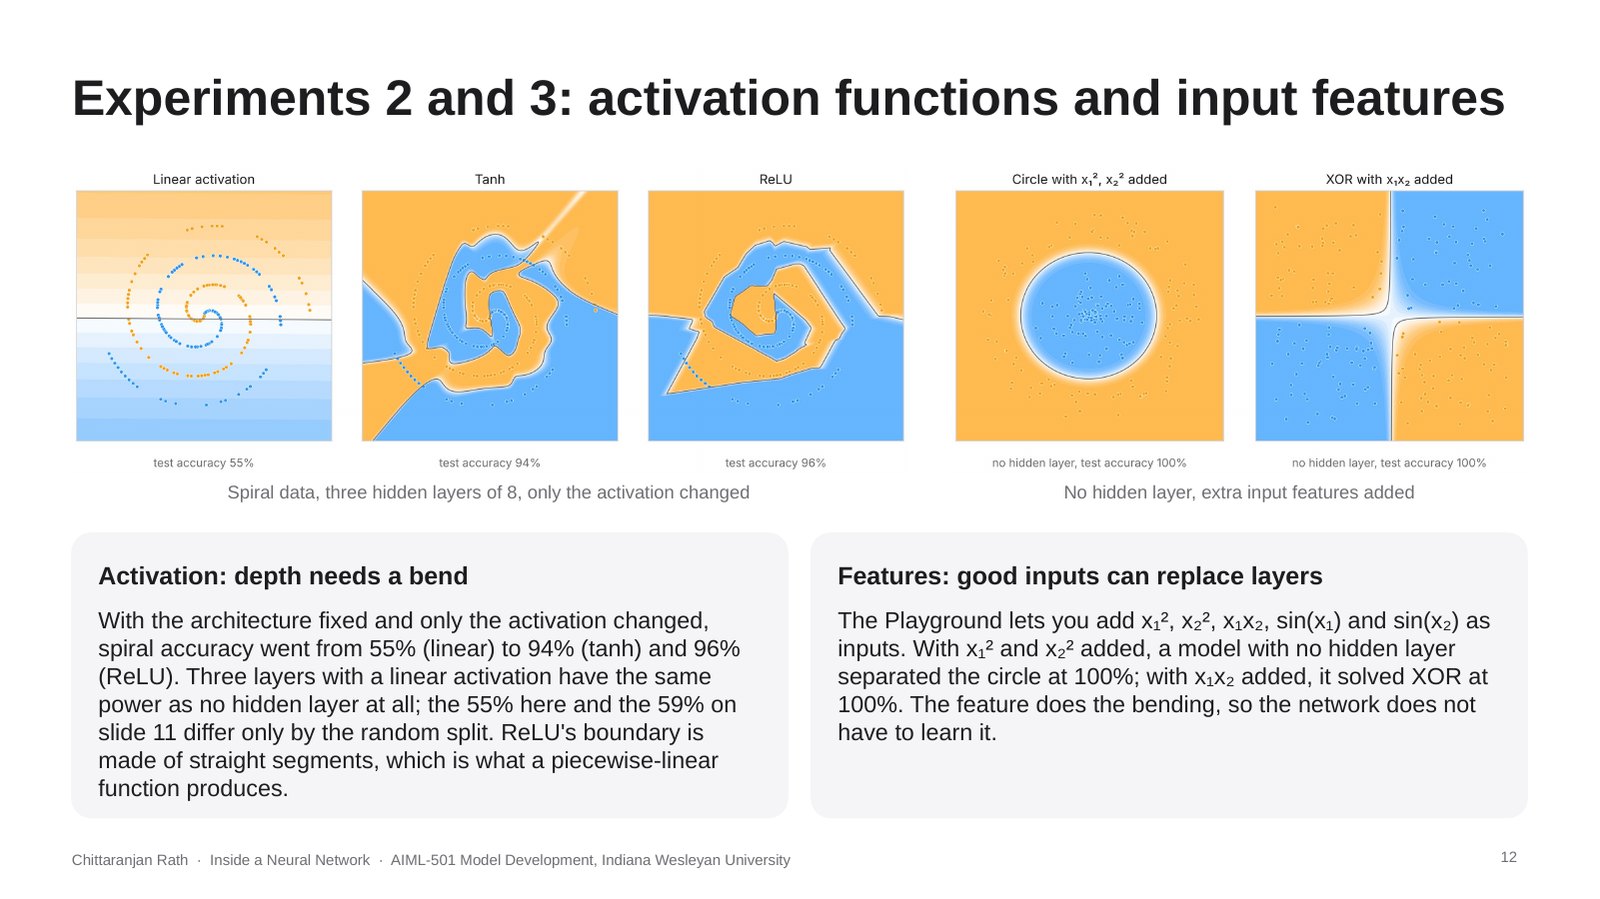 Experiments 2 and 3: activation functions and input features
Linear activation
Tanh
ReLU
Circle with x₁², x₂² added
XOR with x₁x₂ added
test accuracy 55%
test accuracy 94%
test accuracy 96%
no hidden layer, test accuracy 100%
no hidden layer, test accuracy 100%
Spiral data, three hidden layers of 8, only the activation changed
No hidden layer, extra input features added
Activation: depth needs a bend
With the architecture fixed and only the activation changed,
spiral accuracy went from 55% (linear) to 94% (tanh) and 96%
(ReLU). Three layers with a linear activation have the same
power as no hidden layer at all; the 55% here and the 59% on
slide 11 differ only by the random split. ReLU's boundary is
made of straight segments, which is what a piecewise-linear
function produces.
Features: good inputs can replace layers
The Playground lets you add x₁², x₂², x₁x₂, sin(x₁) and sin(x₂) as
inputs. With x₁² and x₂² added, a model with no hidden layer
separated the circle at 100%; with x₁x₂ added, it solved XOR at
100%. The feature does the bending, so the network does not
have to learn it.
Chittaranjan Rath · Inside a Neural Network · AIML-501 Model Development, Indiana Wesleyan University
12